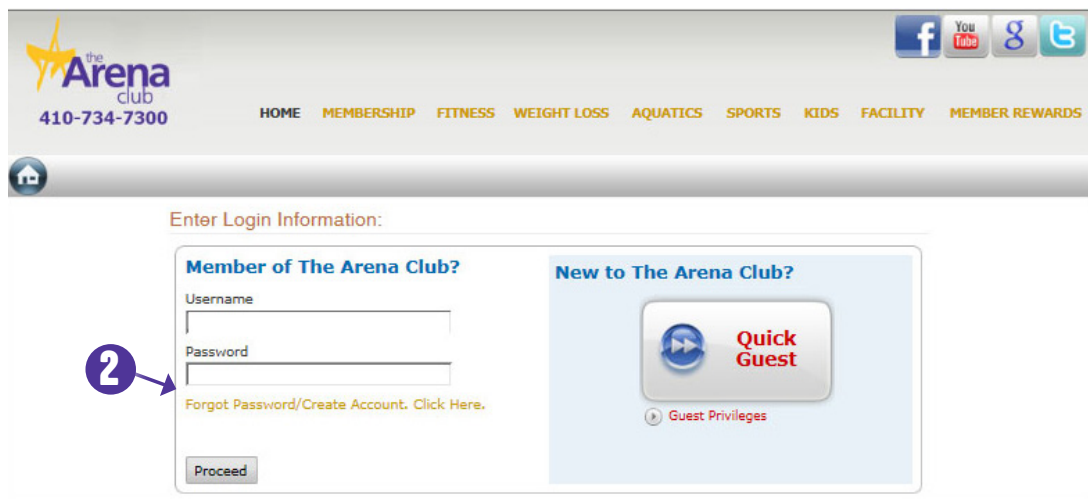 the
Arena
club
410-734-7300
f You Tube g t
HOME MEMBERSHIP FITNESS WEIGHT LOSS AQUATICS SPORTS KIDS FACILITY MEMBER REWARDS
Enter Login Information:
Member of The Arena Club?
Username
Password
2
Forgot Password/Create Account. Click Here.
Proceed
New to The Arena Club?
Quick
Guest
Guest Privileges